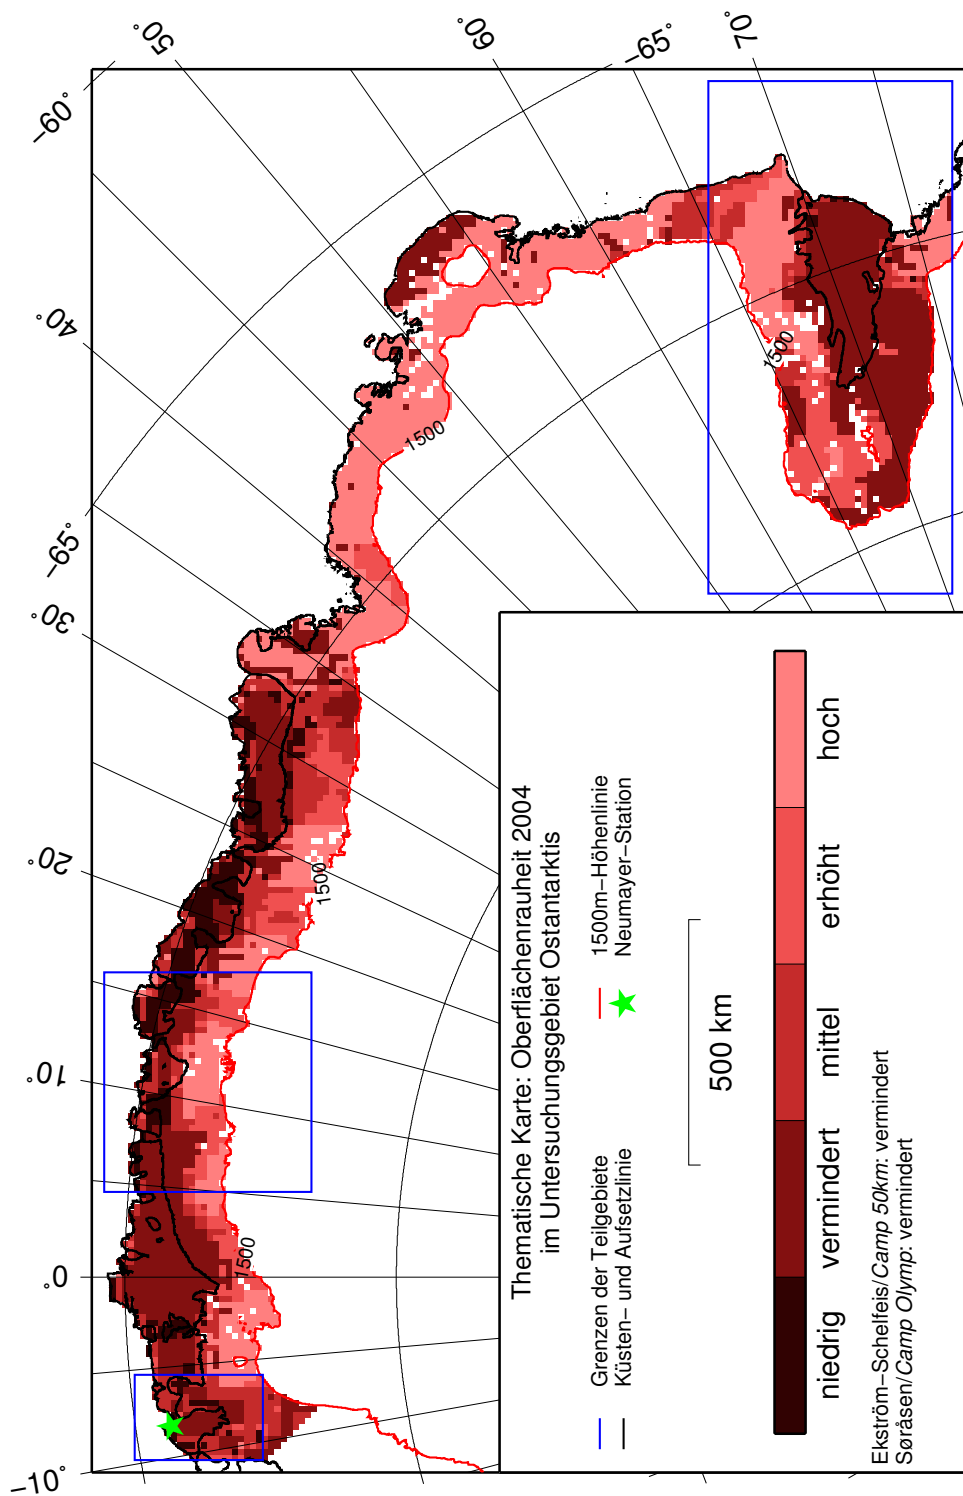 −60°
50°
60°
−65°
70°
40°
−65°
30°
20°
10°
0°
−10°
1500
1500
1500
1500
Thematische Karte: Oberflächenrauheit 2004
im Untersuchungsgebiet Ostantarktis
Grenzen der Teilgebiete
Küsten− und Aufsetzlinie
1500m−Höhenlinie
Neumayer−Station
500 km
niedrig vermindert mittel erhöht hoch
Ekström−Schelfeis/Camp 50km: vermindert
Søråsen/Camp Olymp: vermindert